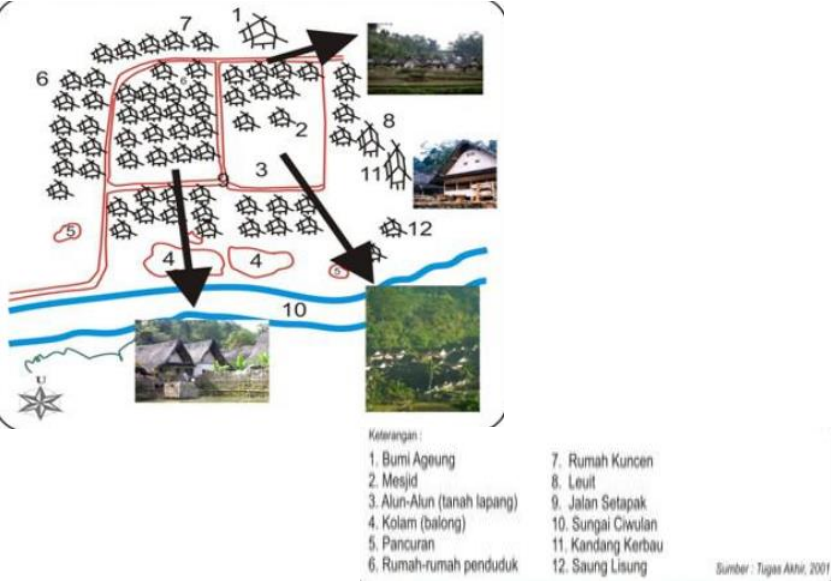 7
1
6
6
8
2
11
3
9
12
5
4
4
5
10
U
Keterangan :
1. Bumi Ageung
2. Mesjid
3. Alun-Alun (tanah lapang)
4. Kolam (balong)
5. Pancuran
6. Rumah-rumah penduduk
7. Rumah Kuncen
8. Leuit
9. Jalan Setapak
10. Sungai Ciwulan
11. Kandang Kerbau
12. Saung Lisung
Sumber : Tugas Akhir, 2001